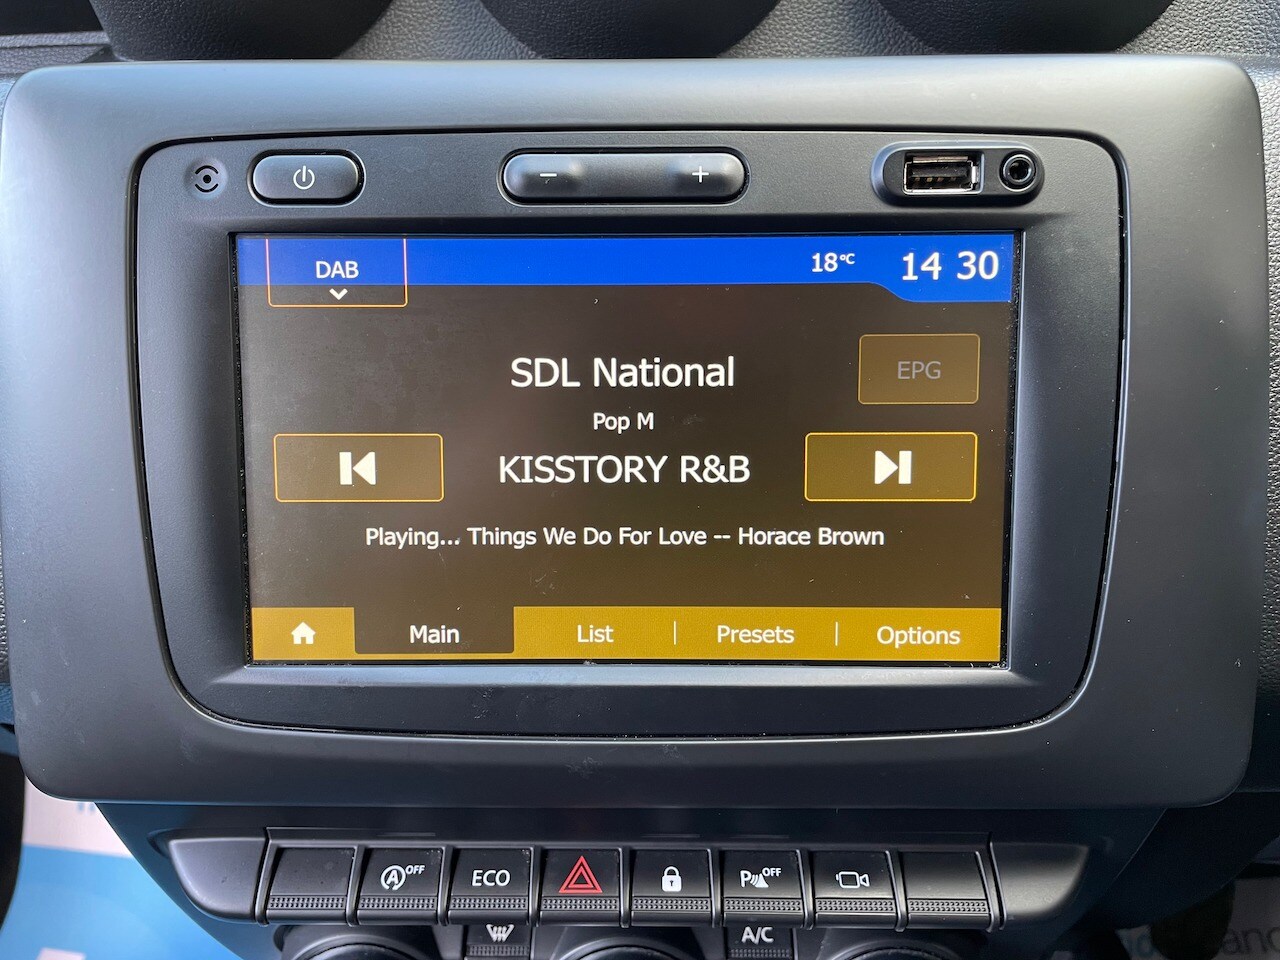 DAB
18°C
14 30
SDL National
EPG
Pop M
KISSTORY R&B
Playing... Things We Do For Love -- Horace Brown
Main
List
Presets
Options
A OFF
ECO
P OFF
A/C